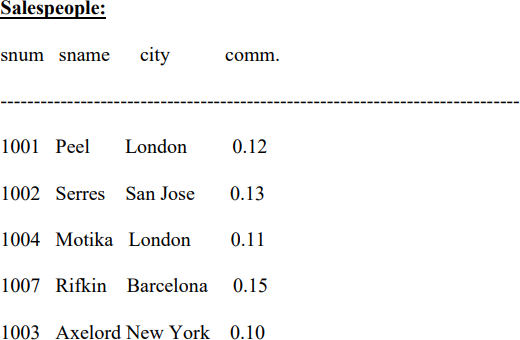 Salespeople:
snum sname city comm.
--------------------------------------------------------------------------------
1001 Peel London 0.12
1002 Serres San Jose 0.13
1004 Motika London 0.11
1007 Rifkin Barcelona 0.15
1003 Axelord New York 0.10